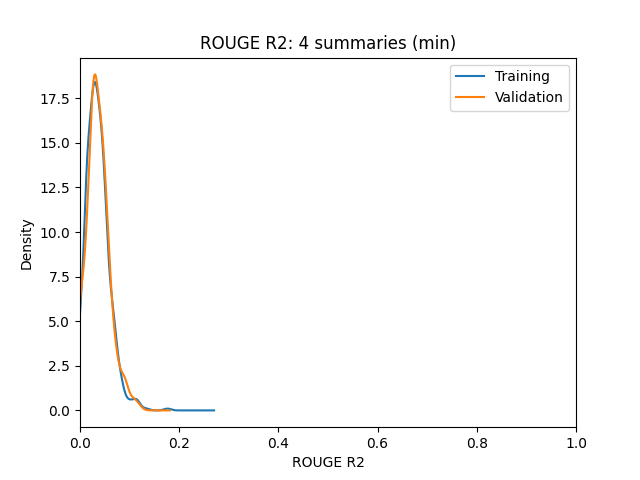 ROUGE R2: 4 summaries (min)
Training
Validation
Density
17.5
15.0
12.5
10.0
7.5
5.0
2.5
0.0
0.0 0.2 0.4 0.6 0.8 1.0
ROUGE R2